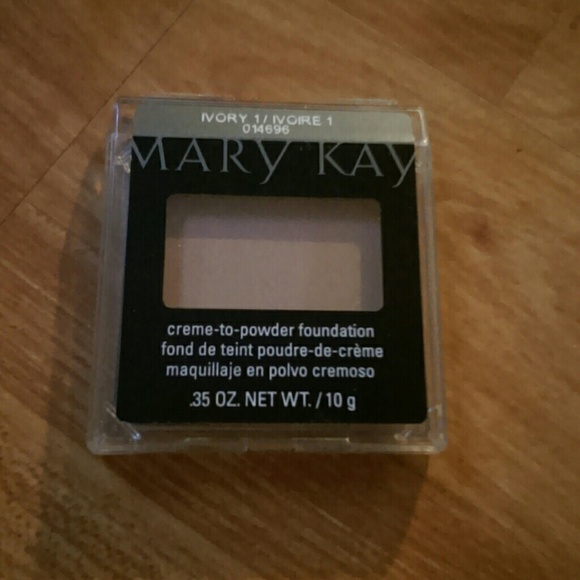 IVORY 1 / IVOIRE 1
014696
MARY KAY
creme-to-powder foundation
fond de teint poudre-de-crème
maquillaje en polvo cremoso
.35 OZ. NET WT. / 10 g